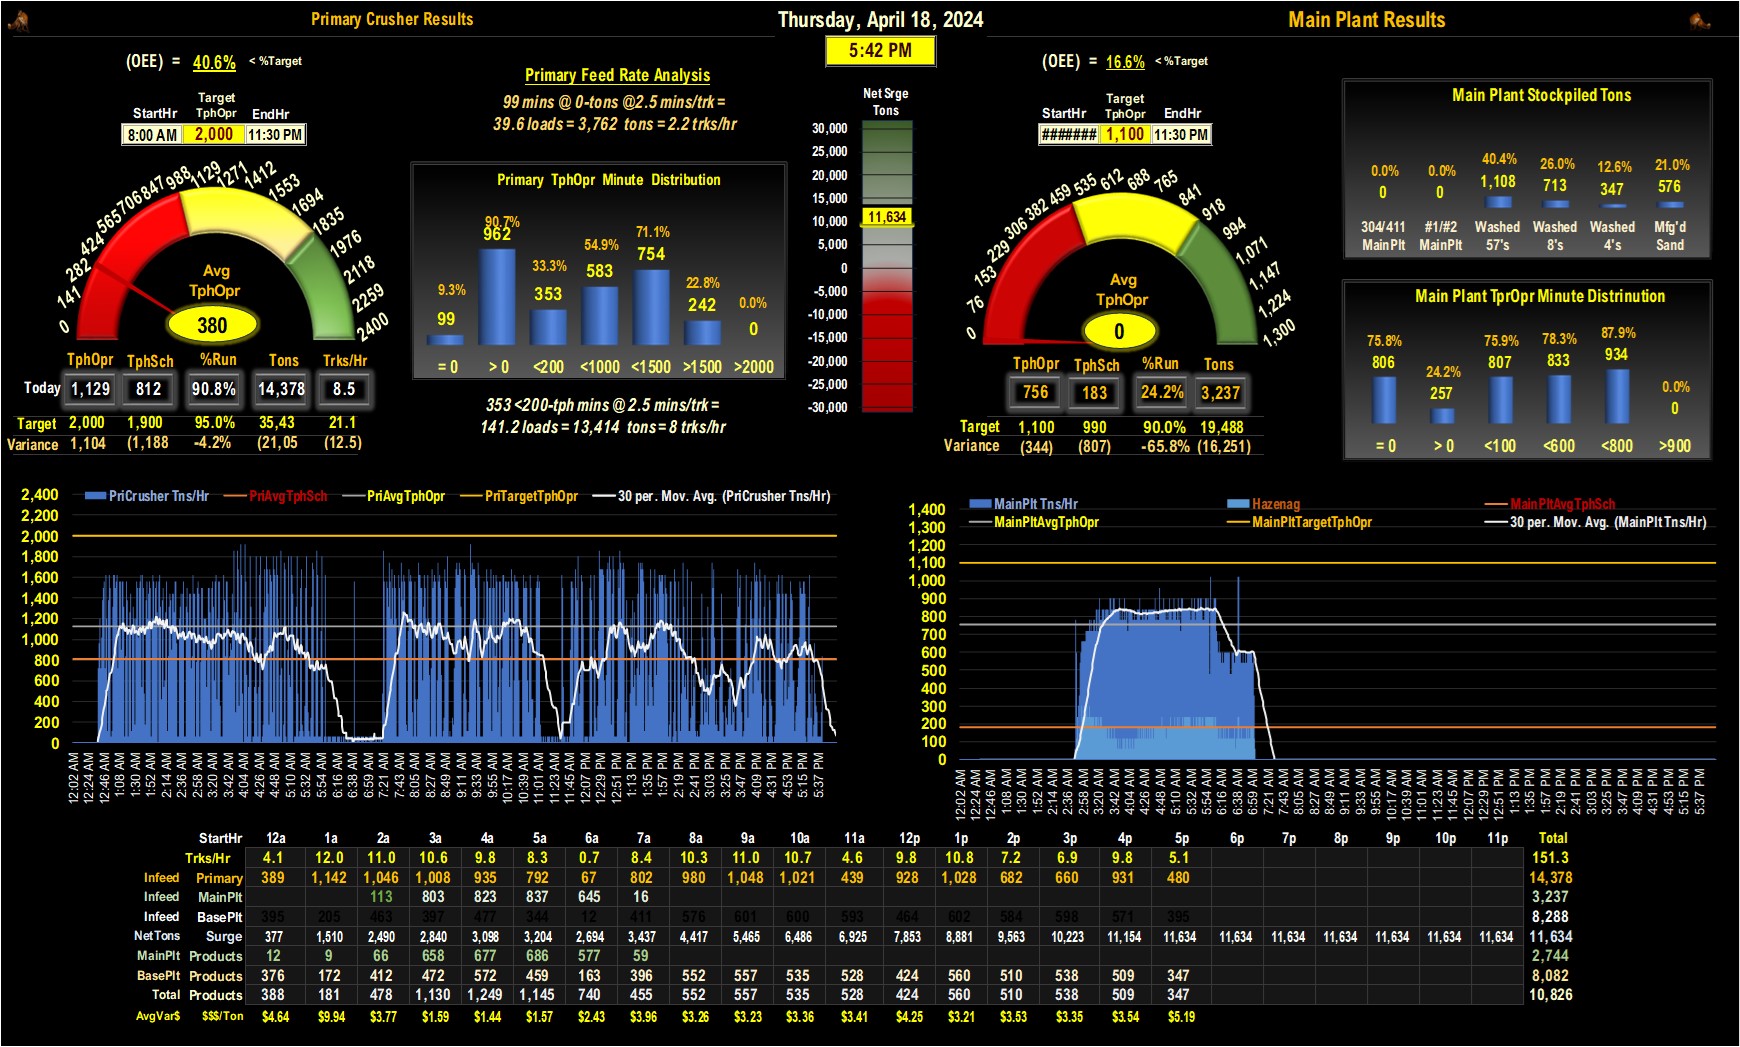 Primary Crusher Results
Thursday, April 18, 2024
Main Plant Results
5:42 PM
(OEE) = 40.6% < %Target
StartHr Target TphOpr EndHr
8:00 AM 2,000 11:30 PM
0 141 282 424 565 706 847 988 1129 1271 1412 1553 1694 1835 1976 2118 2259 2400
Avg
TphOpr
380
TphOpr TphSch %Run Tons Trks/Hr
Today 1,129 812 90.8% 14,378 8.5
Target 2,000 1,900 95.0% 35,43 21.1
Variance 1,104 (1,188 -4.2% (21,05 (12.5)
Primary Feed Rate Analysis
99 mins @ 0-tons @2.5 mins/trk =
39.6 loads = 3,762 tons = 2.2 trks/hr
Primary TphOpr Minute Distribution
9.3% 90.7% 33.3% 54.9% 71.1% 22.8% 0.0%
99 962 353 583 754 242 0
= 0 > 0 <200 <1000 <1500 >1500 >2000
353 <200-tph mins @ 2.5 mins/trk =
141.2 loads = 13,414 tons = 8 trks/hr
Net Srge
Tons
30,000
25,000
20,000
15,000
11,634
10,000
5,000
0
-5,000
-10,000
-15,000
-20,000
-25,000
-30,000
(OEE) = 16.6% < %Target
StartHr Target TphOpr EndHr
####### 1,100 11:30 PM
0 76 153 229 306 382 459 535 612 688 765 841 918 994 1,071 1,147 1,224 1,300
Avg
TphOpr
0
TphOpr TphSch %Run Tons
756 183 24.2% 3,237
Target 1,100 990 90.0% 19,488
Variance (344) (807) -65.8% (16,251)
Main Plant Stockpiled Tons
0.0% 0.0% 40.4% 26.0% 12.6% 21.0%
0 0 1,108 713 347 576
304/411 #1/#2 Washed Washed Washed Mfg'd
MainPlt MainPlt 57's 8's 4's Sand
Main Plant TprOpr Minute Distrinution
75.8% 24.2% 75.9% 78.3% 87.9% 0.0%
806 257 807 833 934 0
= 0 > 0 <100 <600 <800 >900
PriCrusher Tns/Hr PriAvgTphSch PriAvgTphOpr PriTargetTphOpr 30 per. Mov. Avg. (PriCrusher Tns/Hr)
2,400
2,200
2,000
1,800
1,600
1,400
1,200
1,000
800
600
400
200
0
12:02 AM 12:24 AM 12:46 AM 1:08 AM 1:30 AM 1:52 AM 2:14 AM 2:36 AM 2:58 AM 3:20 AM 3:42 AM 4:04 AM 4:26 AM 4:48 AM 5:10 AM 5:32 AM 5:54 AM 6:16 AM 6:38 AM 6:59 AM 7:21 AM 7:43 AM 8:05 AM 8:27 AM 8:49 AM 9:11 AM 9:33 AM 9:55 AM 10:17 AM 10:39 AM 11:01 AM 11:23 AM 11:45 AM 12:07 PM 12:29 PM 12:51 PM 1:13 PM 1:35 PM 1:57 PM 2:19 PM 2:41 PM 3:03 PM 3:25 PM 3:47 PM 4:09 PM 4:31 PM 4:53 PM 5:15 PM 5:37 PM
MainPlt Tns/Hr Hazenag MainPltAvgTphSch
MainPltAvgTphOpr MainPltTargetTphOpr 30 per. Mov. Avg. (MainPlt Tns/Hr)
1,400
1,300
1,200
1,100
1,000
900
800
700
600
500
400
300
200
100
0
12:02 AM 12:24 AM 12:46 AM 1:08 AM 1:30 AM 1:52 AM 2:14 AM 2:36 AM 2:58 AM 3:20 AM 3:42 AM 4:04 AM 4:26 AM 4:48 AM 5:10 AM 5:32 AM 5:54 AM 6:16 AM 6:38 AM 6:59 AM 7:21 AM 7:43 AM 8:05 AM 8:27 AM 8:49 AM 9:11 AM 9:33 AM 9:55 AM 10:17 AM 10:39 AM 11:01 AM 11:23 AM 11:45 AM 12:07 PM 12:29 PM 12:51 PM 1:13 PM 1:35 PM 1:57 PM 2:19 PM 2:41 PM 3:03 PM 3:25 PM 3:47 PM 4:09 PM 4:31 PM 4:53 PM 5:15 PM 5:37 PM
StartHr 12a 1a 2a 3a 4a 5a 6a 7a 8a 9a 10a 11a 12p 1p 2p 3p 4p 5p 6p 7p 8p 9p 10p 11p Total
Trks/Hr 4.1 12.0 11.0 10.6 9.8 8.3 0.7 8.4 10.3 11.0 10.7 4.6 9.8 10.8 7.2 6.9 9.8 5.1 151.3
Infeed Primary 389 1,142 1,046 1,008 935 792 67 802 980 1,048 1,021 439 928 1,028 682 660 931 480 14,378
Infeed MainPlt 113 803 823 837 645 16 3,237
Infeed BasePlt 395 205 463 397 477 344 12 411 576 601 600 593 464 602 584 598 571 395 8,288
NetTons Surge 377 1,510 2,490 2,840 3,098 3,204 2,694 3,437 4,417 5,465 6,486 6,925 7,853 8,881 9,563 10,223 11,154 11,634 11,634 11,634 11,634 11,634 11,634 11,634 11,634
MainPlt Products 12 9 66 658 677 686 577 59 2,744
BasePlt Products 376 172 412 472 572 459 163 396 552 557 535 528 424 560 510 538 509 347 8,082
Total Products 388 181 478 1,130 1,249 1,145 740 455 552 557 535 528 424 560 510 538 509 347 10,826
AvgVar$ $$$/Ton $4.64 $9.94 $3.77 $1.59 $1.44 $1.57 $2.43 $3.96 $3.26 $3.23 $3.36 $3.41 $4.25 $3.21 $3.53 $3.35 $3.54 $5.19